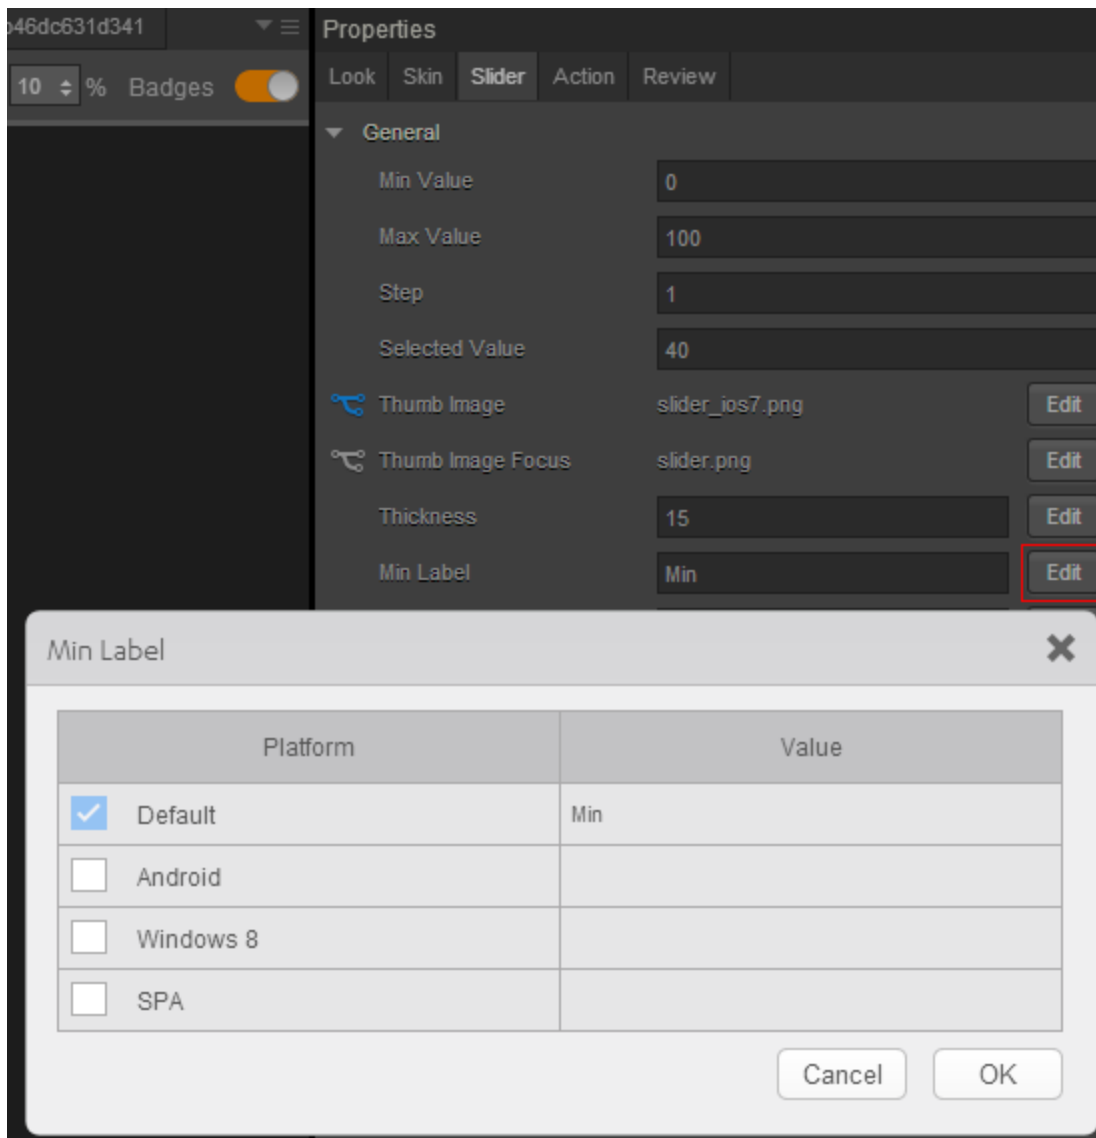 b46dc631d341
Properties
10 % Badges
Look Skin Slider Action Review
General
Min Value 0
Max Value 100
Step 1
Selected Value 40
Thumb Image slider_ios7.png Edit
Thumb Image Focus slider.png Edit
Thickness 15 Edit
Min Label Min Edit
Min Label
Platform Value
Default Min
Android
Windows 8
SPA
Cancel OK